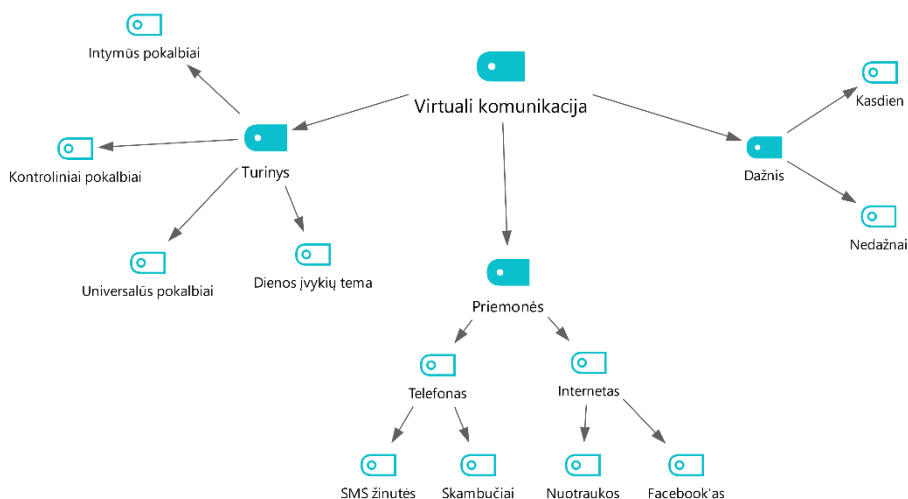 Intymūs pokalbiai
Virtuali komunikacija
Kasdien
Kontroliniai pokalbiai
Turinys
Dažnis
Nedažnai
Universalūs pokalbiai
Dienos įvykių tema
Priemonės
Telefonas
Internetas
SMS žinutės
Skambučiai
Nuotraukos
Facebook'as